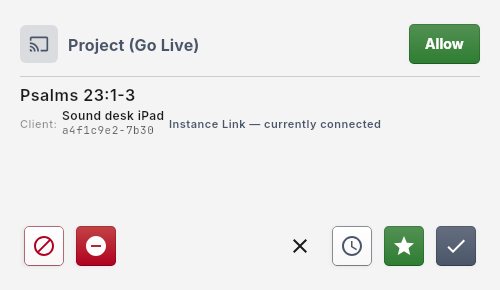 Project (Go Live)
Allow
Psalms 23:1-3
Client: Sound desk iPad
a4f1c9e2-7b30
Instance Link — currently connected